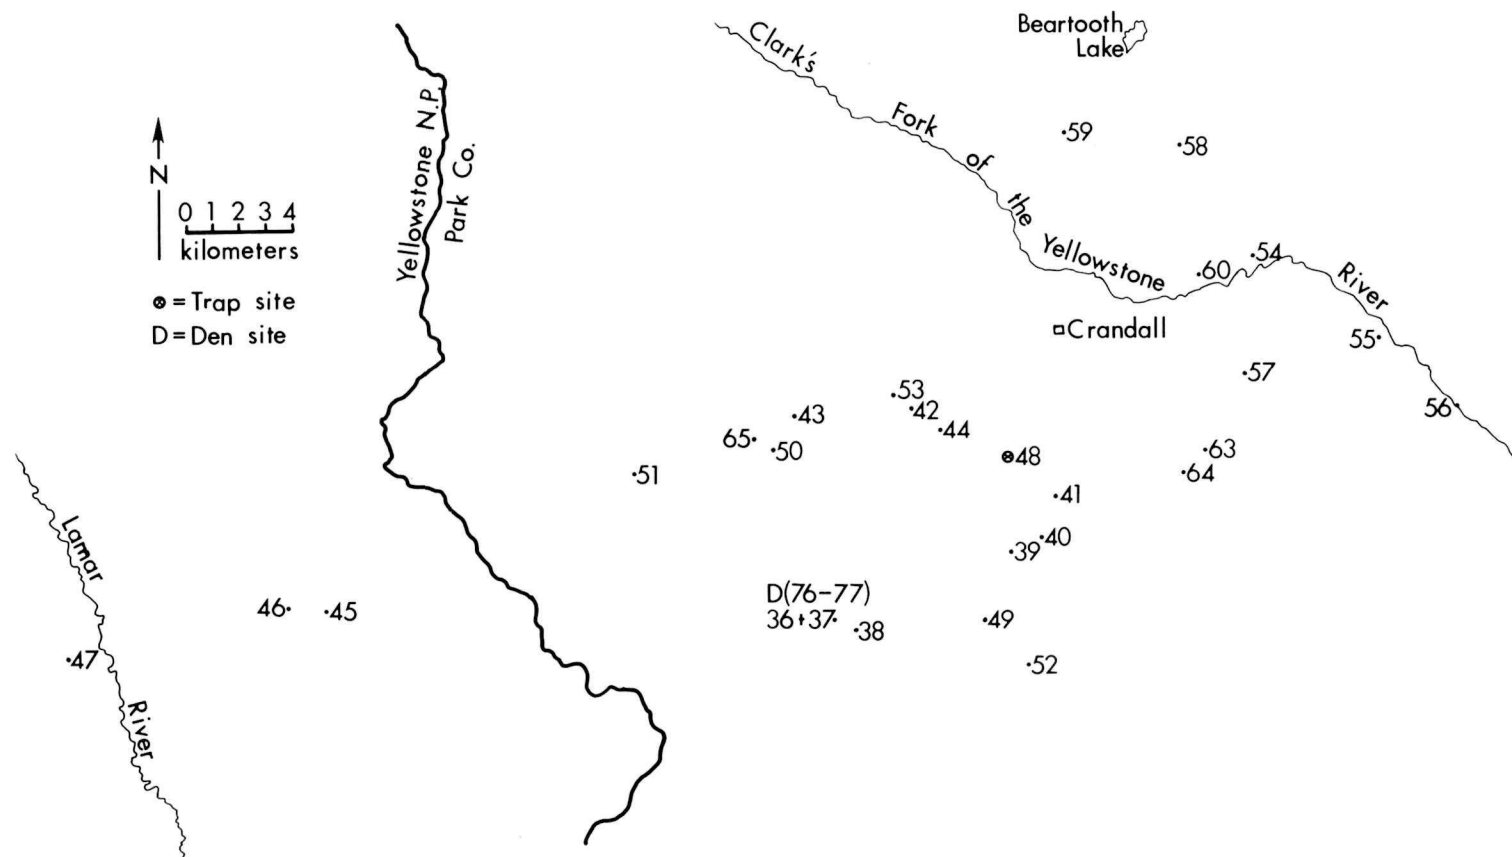 Beartooth
Lake
Clark's Fork of the Yellowstone River
Yellowstone N.P.
Park Co.
N
0 1 2 3 4
kilometers
⊗ = Trap site
D = Den site
.59
.58
.54
.60
Crandall
55.
.57
56.
.53
.42
.43
.44
65.
.50
.48
.63
.64
.51
.41
.40
.39
Lamar River
46.
.45
.47
D(76-77)
36+37.
.38
.49
.52